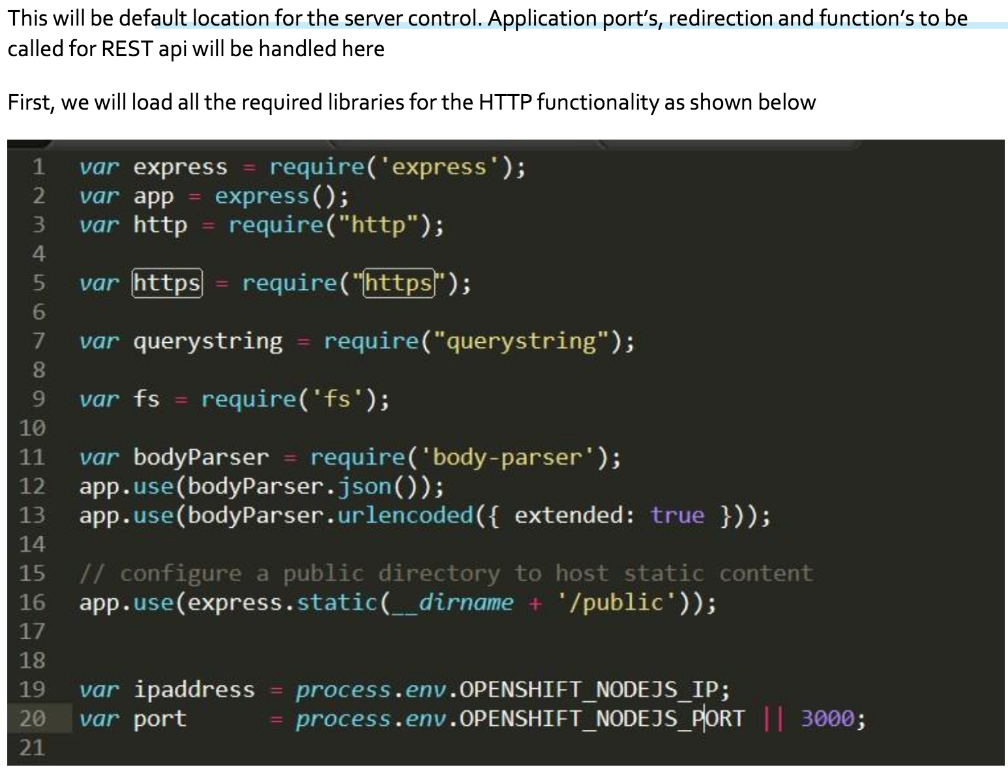 This will be default location for the server control. Application port's, redirection and function's to be
called for REST api will be handled here
First, we will load all the required libraries for the HTTP functionality as shown below
1 var express = require('express');
2 var app = express();
3 var http = require("http");
4
5 var https = require("https");
6
7 var querystring = require("querystring");
8
9 var fs = require('fs');
10
11 var bodyParser = require('body-parser');
12 app.use(bodyParser.json());
13 app.use(bodyParser.urlencoded({ extended: true }));
14
15 // configure a public directory to host static content
16 app.use(express.static(__dirname + '/public'));
17
18
19 var ipaddress = process.env.OPENSHIFT_NODEJS_IP;
20 var port = process.env.OPENSHIFT_NODEJS_PORT || 3000;
21